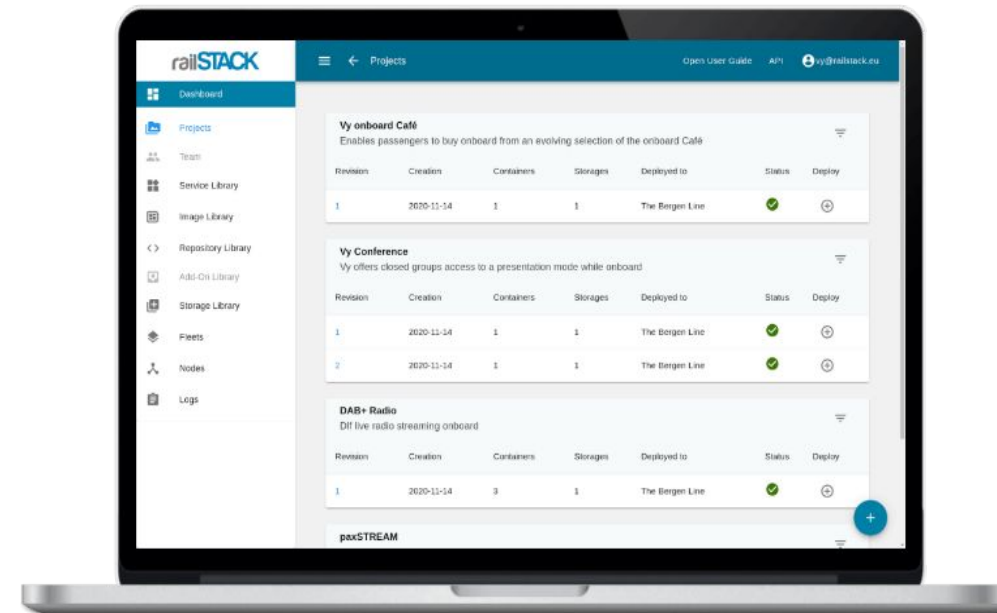 railSTACK
Projects
Open User Guide API vy@railstack.eu
Dashboard
Projects
Team
Service Library
Image Library
Repository Library
Add-On Library
Storage Library
Fleets
Nodes
Logs
Vy onboard Café
Enables passengers to buy onboard from an evolving selection of the onboard Café
Revision Creation Containers Storages Deployed to Status Deploy
1 2020-11-14 1 1 The Bergen Line
Vy Conference
Vy offers closed groups access to a presentation mode while onboard
Revision Creation Containers Storages Deployed to Status Deploy
1 2020-11-14 1 1 The Bergen Line
2 2020-11-14 1 1 The Bergen Line
DAB+ Radio
Dlf live radio streaming onboard
Revision Creation Containers Storages Deployed to Status Deploy
1 2020-11-14 3 1 The Bergen Line
paxSTREAM